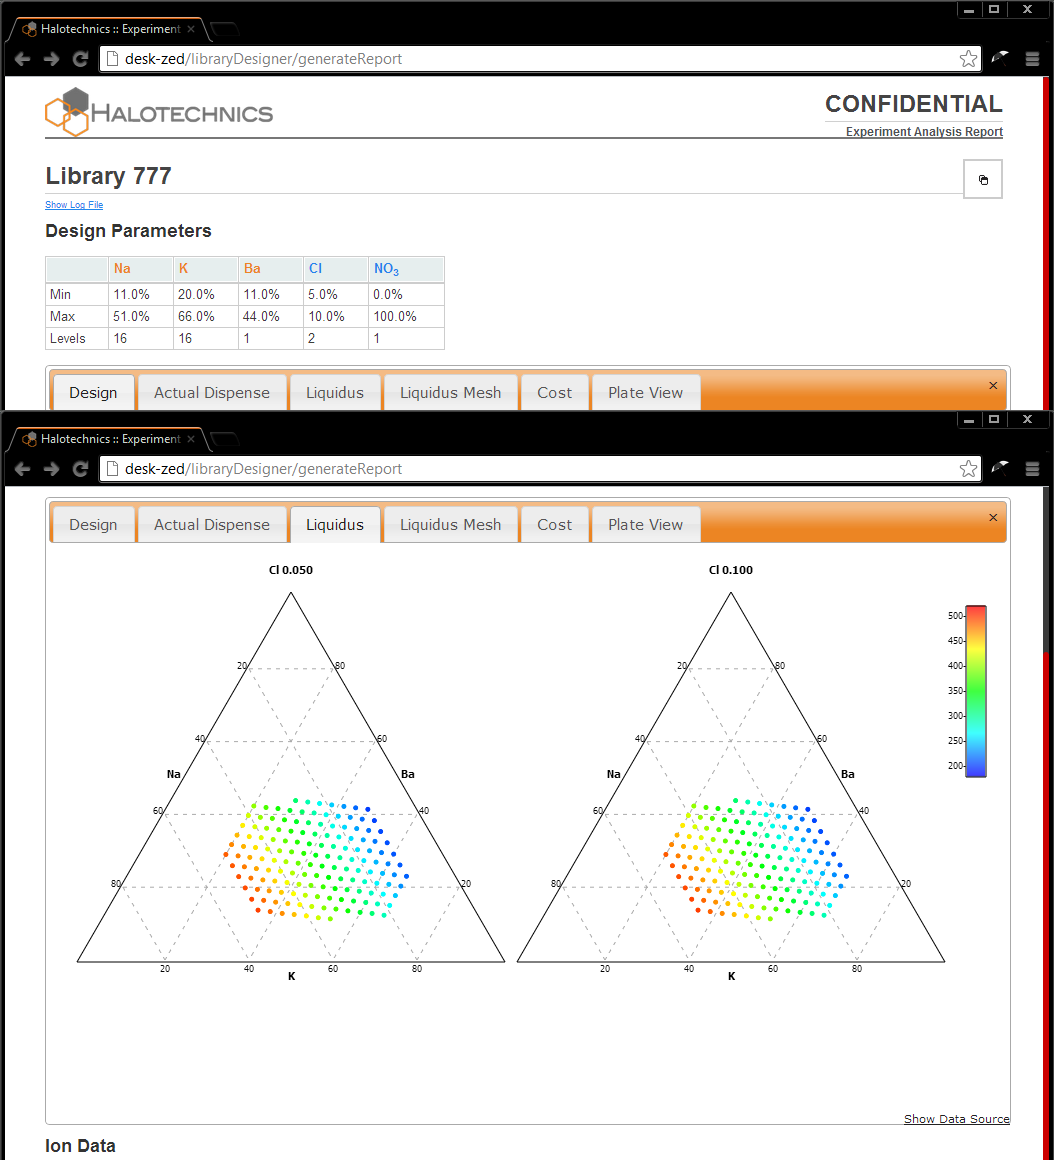 Halotechnics :: Experiment
desk-zed/libraryDesigner/generateReport
HALOTECHNICS
CONFIDENTIAL
Experiment Analysis Report
Library 777
Show Log File
Design Parameters
Na K Ba Cl NO3
Min 11.0% 20.0% 11.0% 5.0% 0.0%
Max 51.0% 66.0% 44.0% 10.0% 100.0%
Levels 16 16 1 2 1
Design Actual Dispense Liquidus Liquidus Mesh Cost Plate View
Halotechnics :: Experiment
desk-zed/libraryDesigner/generateReport
Design Actual Dispense Liquidus Liquidus Mesh Cost Plate View
Cl 0.050
20 80
40 60
Na Ba
60 40
80 20
20 40 60 80
K
Cl 0.100
20 80
40 60
Na Ba
60 40
80 20
20 40 60 80
K
500
450
400
350
300
250
200
Show Data Source
Ion Data